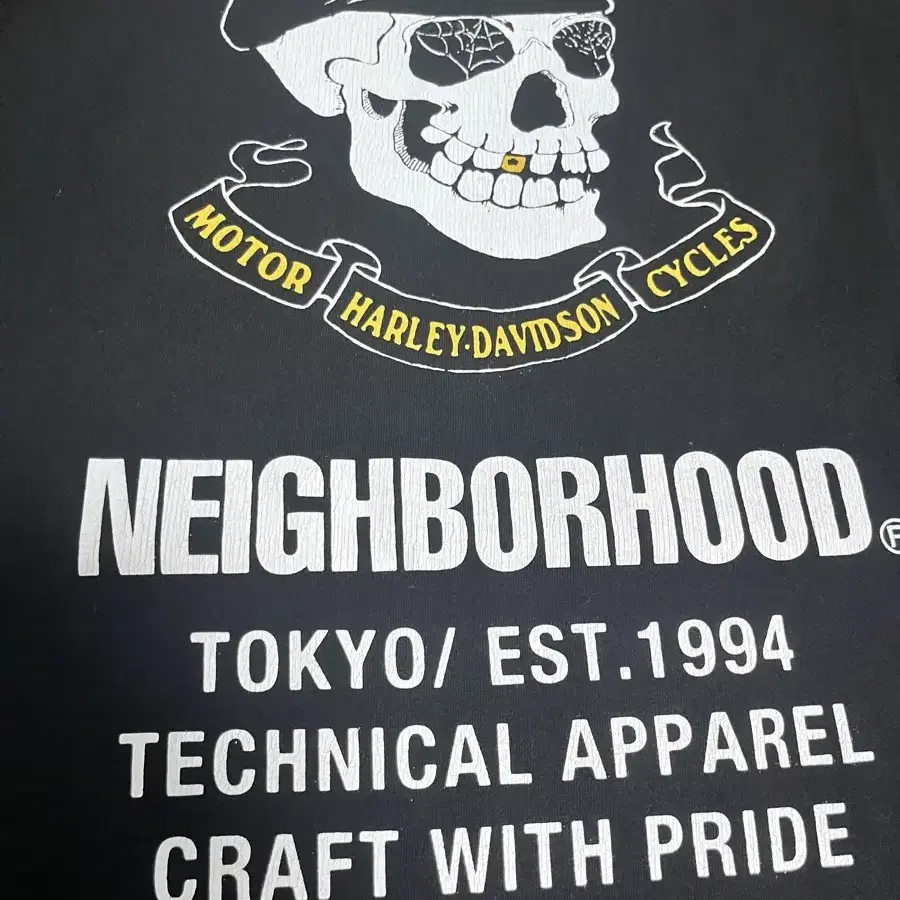 MOTOR
HARLEY·DAVIDSON
CYCLES
NEIGHBORHOOD®
TOKYO/ EST.1994
TECHNICAL APPAREL
CRAFT WITH PRIDE